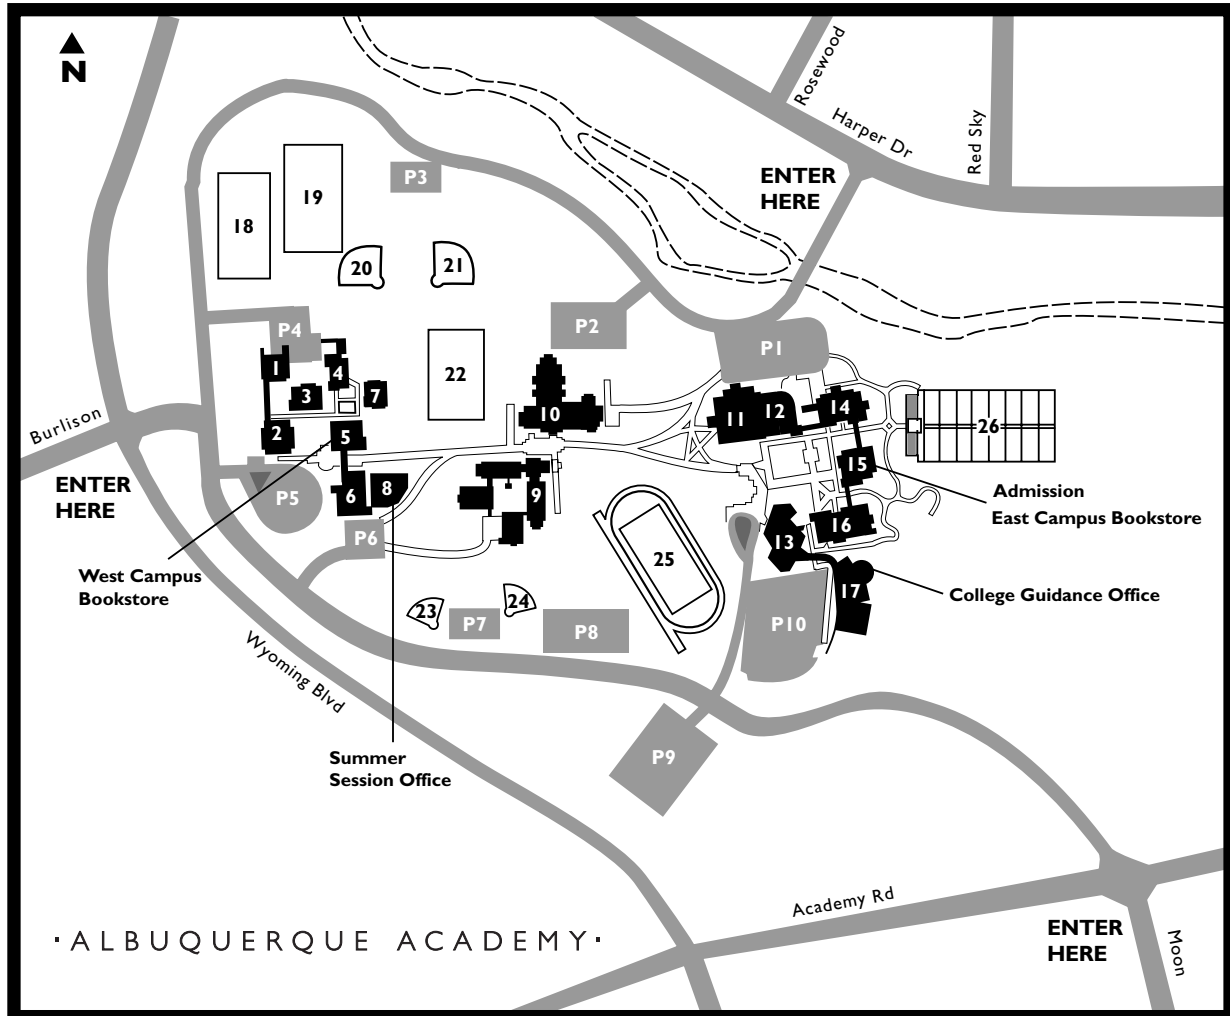 N
Rosewood
Harper Dr
Red Sky
ENTER
HERE
P3
19
18
20
21
P4
P2
P1
1
4
3
7
22
10
11
12
14
26
Burlison
2
5
15
ENTER
HERE
P5
6
8
9
16
Admission
East Campus Bookstore
P6
13
25
West Campus
Bookstore
17
College Guidance Office
23
24
P7
P8
P10
Wyoming Blvd
P9
Summer
Session Office
Academy Rd
ENTER
HERE
Moon
· ALBUQUERQUE ACADEMY ·